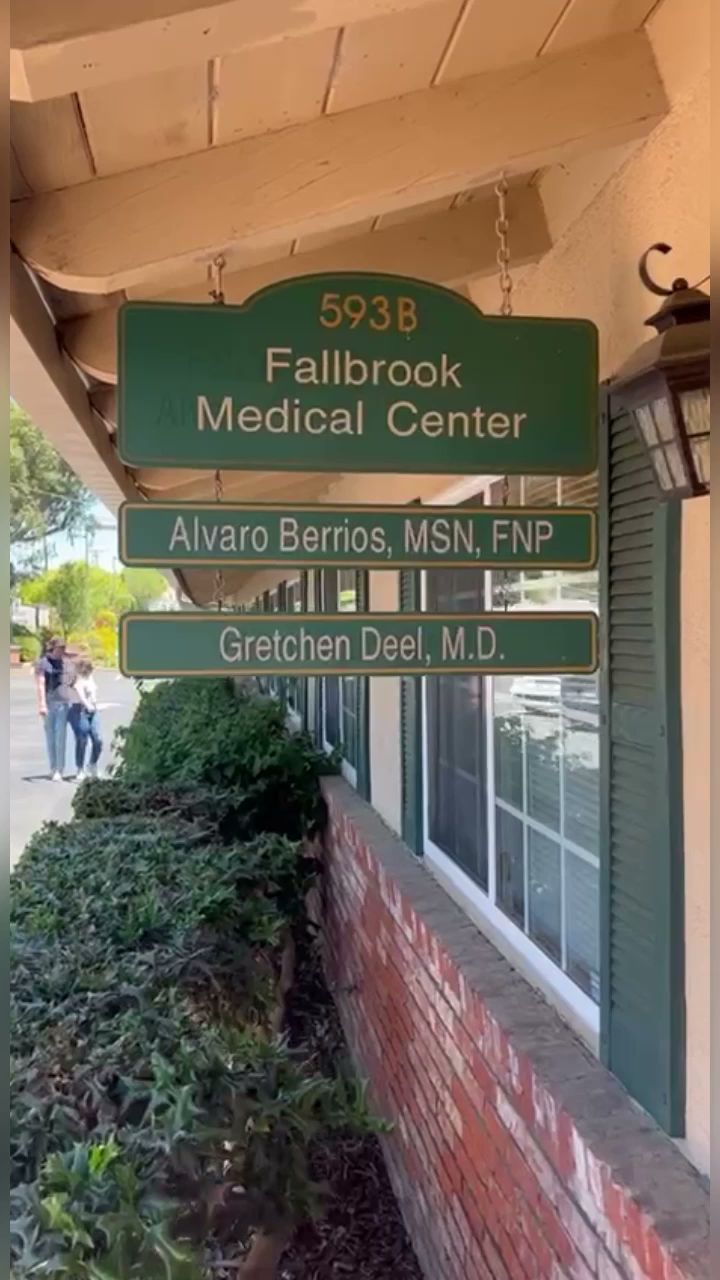 593B
Fallbrook
Medical Center
Alvaro Berrios, MSN, FNP
Gretchen Deel, M.D.